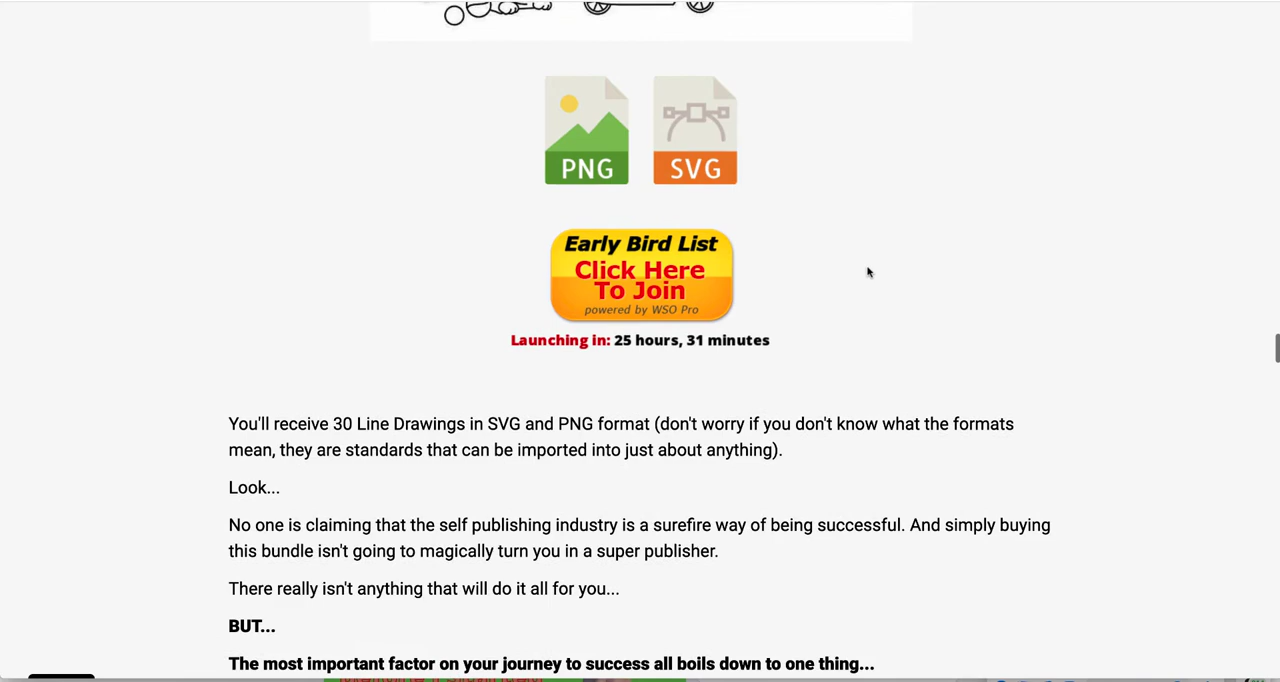 PNG
SVG
Early Bird List
Click Here
To Join
powered by WSO Pro
Launching in: 25 hours, 31 minutes
You'll receive 30 Line Drawings in SVG and PNG format (don't worry if you don't know what the formats
mean, they are standards that can be imported into just about anything).
Look...
No one is claiming that the self publishing industry is a surefire way of being successful. And simply buying
this bundle isn't going to magically turn you in a super publisher.
There really isn't anything that will do it all for you...
BUT...
The most important factor on your journey to success all boils down to one thing...